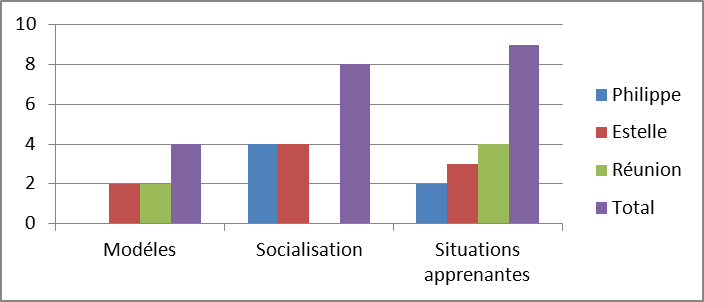 10
8
6
4
2
0
Modéles
Socialisation
Situations
apprenantes
Philippe
Estelle
Réunion
Total